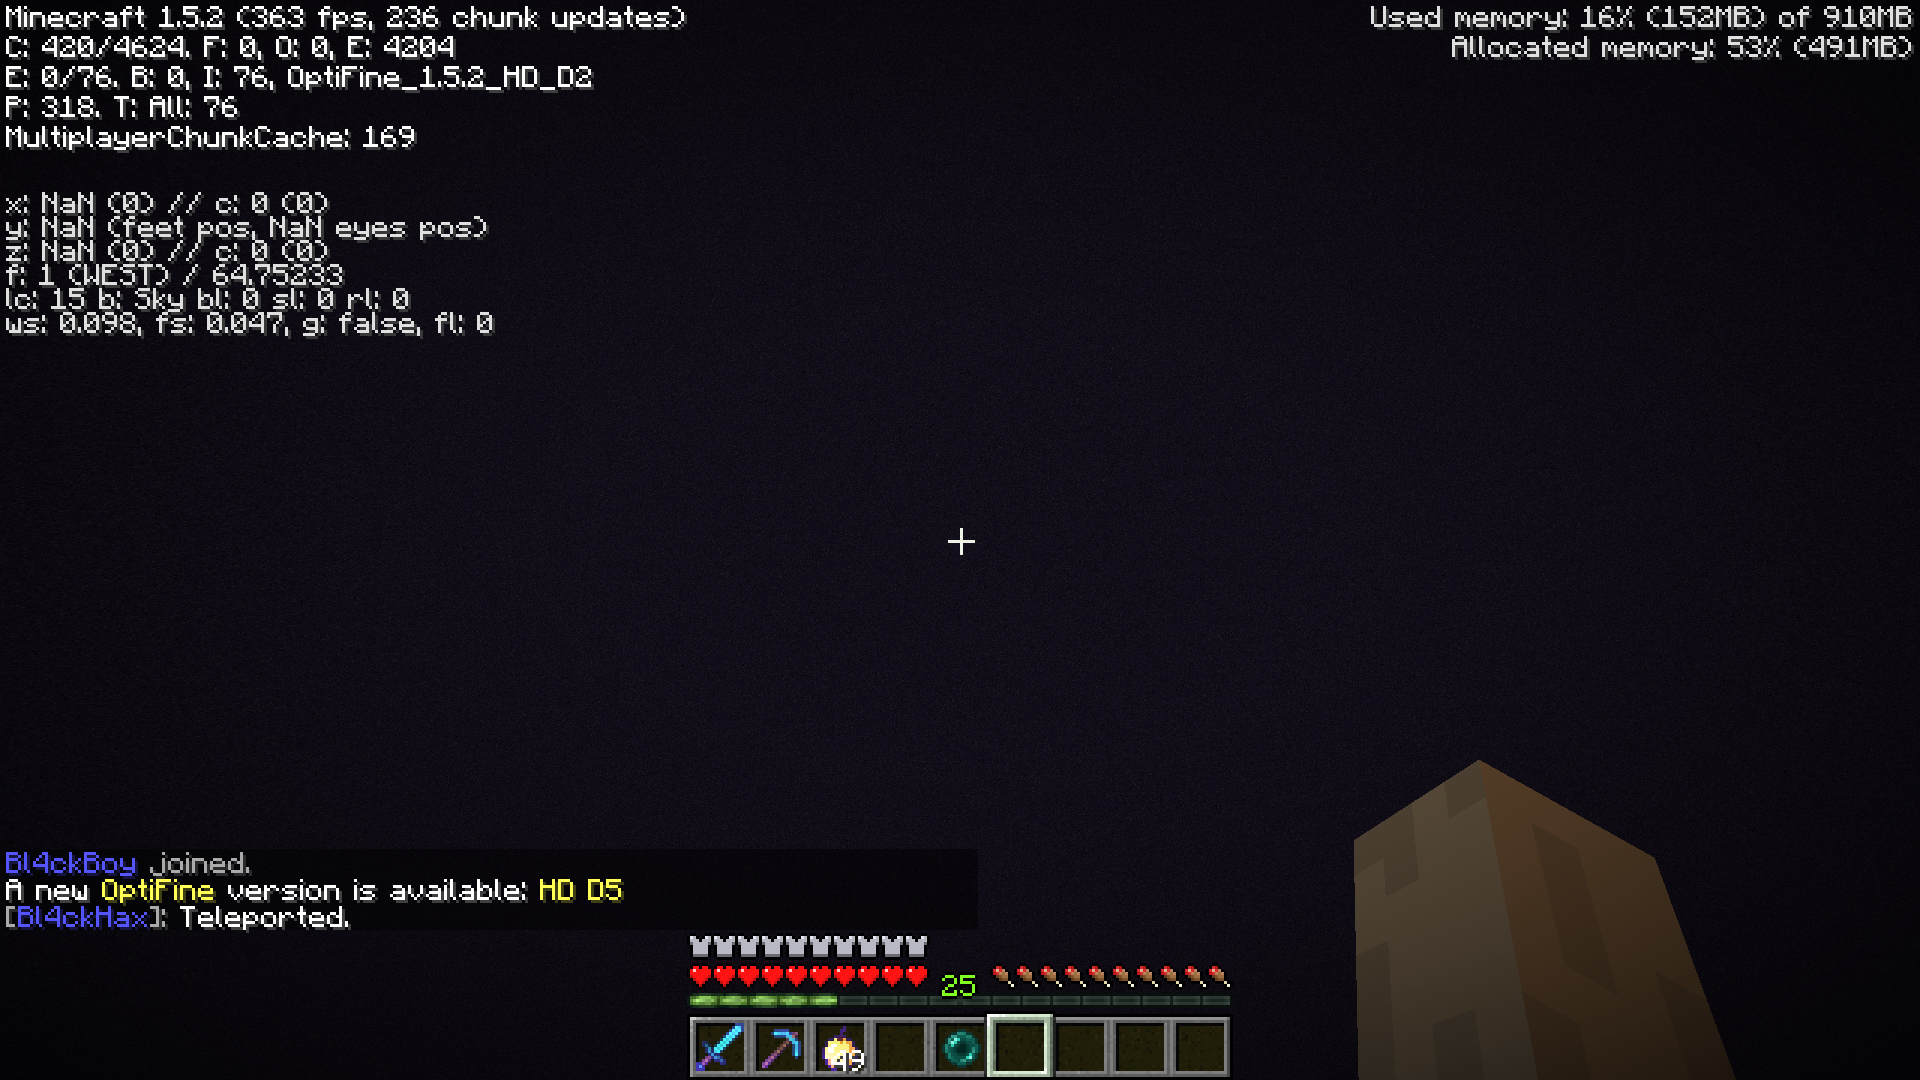 Minecraft 1.5.2 (363 fps, 236 chunk updates)
C: 420/4624. F: 0, O: 0, E: 4204
E: 0/76. B: 0, I: 76, OptiFine_1.5.2_HD_D2
P: 318. T: All: 76
MultiplayerChunkCache: 169
Used memory: 16% (152MB) of 910MB
Allocated memory: 53% (491MB)
x: NaN (0) // c: 0 (0)
y: NaN (feet pos, NaN eyes pos)
z: NaN (0) // c: 0 (0)
f: 1 (WEST) / 64.75233
lc: 15 b: Sky bl: 0 sl: 0 rl: 0
ws: 0.098, fs: 0.047, g: false, fl: 0
Bl4ckBoy joined.
A new OptiFine version is available: HD D5
[Bl4ckHax]: Teleported.
25
49